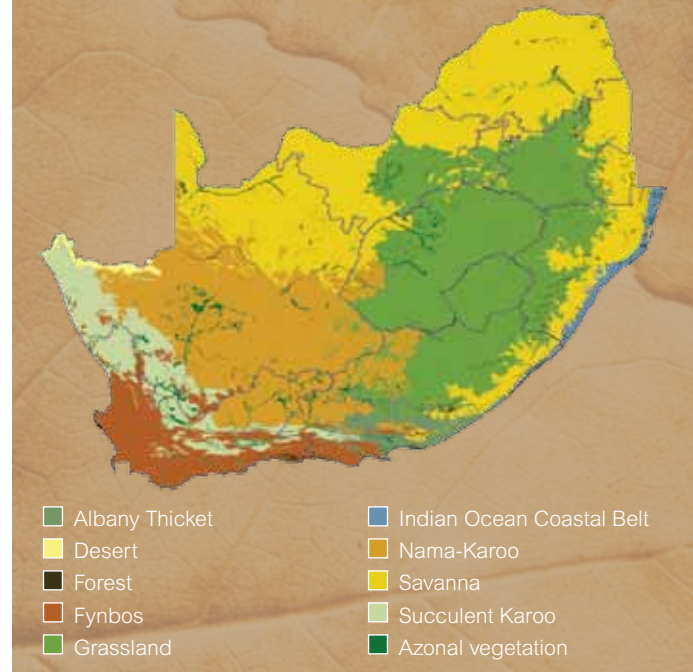 Albany Thicket
Desert
Forest
Fynbos
Grassland
Indian Ocean Coastal Belt
Nama-Karoo
Savanna
Succulent Karoo
Azonal vegetation